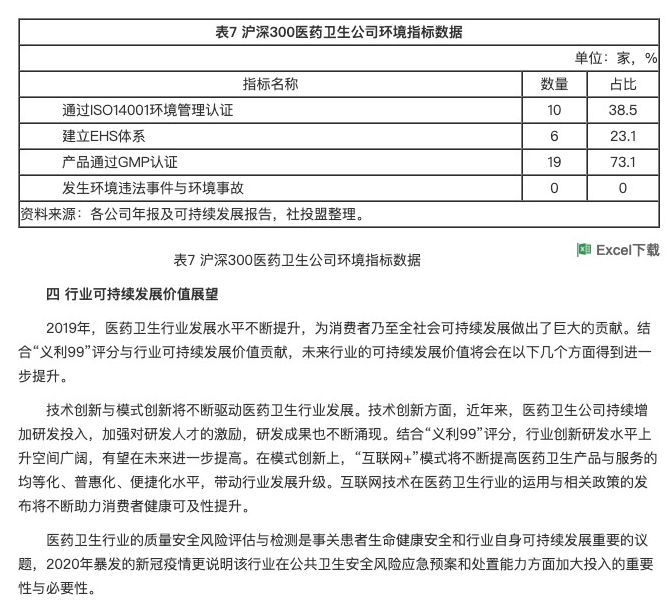 表7 沪深300医药卫生公司环境指标数据
单位：家，%
指标名称 数量 占比
通过ISO14001环境管理认证 10 38.5
建立EHS体系 6 23.1
产品通过GMP认证 19 73.1
发生环境违法事件与环境事故 0 0
资料来源：各公司年报及可持续发展报告，社投盟整理。
Excel下载
表7 沪深300医药卫生公司环境指标数据
四 行业可持续发展价值展望
2019年，医药卫生行业发展水平不断提升，为消费者乃至全社会可持续发展做出了巨大的贡献。结
合“义利99”评分与行业可持续发展价值贡献，未来行业的可持续发展价值将会在以下几个方面得到进一
步提升。
技术创新与模式创新将不断驱动医药卫生行业发展。技术创新方面，近年来，医药卫生公司持续增
加研发投入，加强对研发人才的激励，研发成果也不断涌现。结合“义利99”评分，行业创新研发水平上
升空间广阔，有望在未来进一步提高。在模式创新上，“互联网+”模式将不断提高医药卫生产品与服务的
均等化、普惠化、便捷化水平，带动行业发展升级。互联网技术在医药卫生行业的运用与相关政策的发
布将不断助力消费者健康可及性提升。
医药卫生行业的质量安全风险评估与检测是事关患者生命健康安全和行业自身可持续发展重要的议
题，2020年暴发的新冠疫情更说明该行业在公共卫生安全风险应急预案和处置能力方面加大投入的重要
性与必要性。